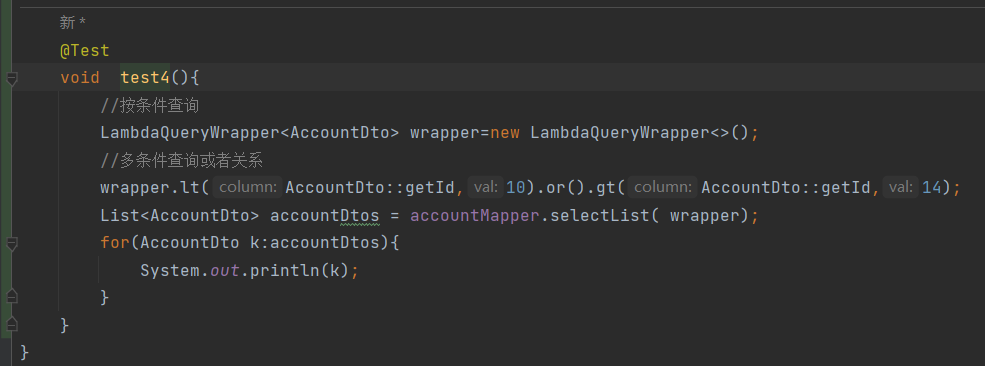 新 *
@Test
void  test4(){
//按条件查询
LambdaQueryWrapper<AccountDto> wrapper=new LambdaQueryWrapper<>();
//多条件查询或者关系
wrapper.lt( column: AccountDto::getId, val: 10).or().gt( column: AccountDto::getId, val: 14);
List<AccountDto> accountDtos = accountMapper.selectList( wrapper);
for(AccountDto k:accountDtos){
System.out.println(k);
}
}
}